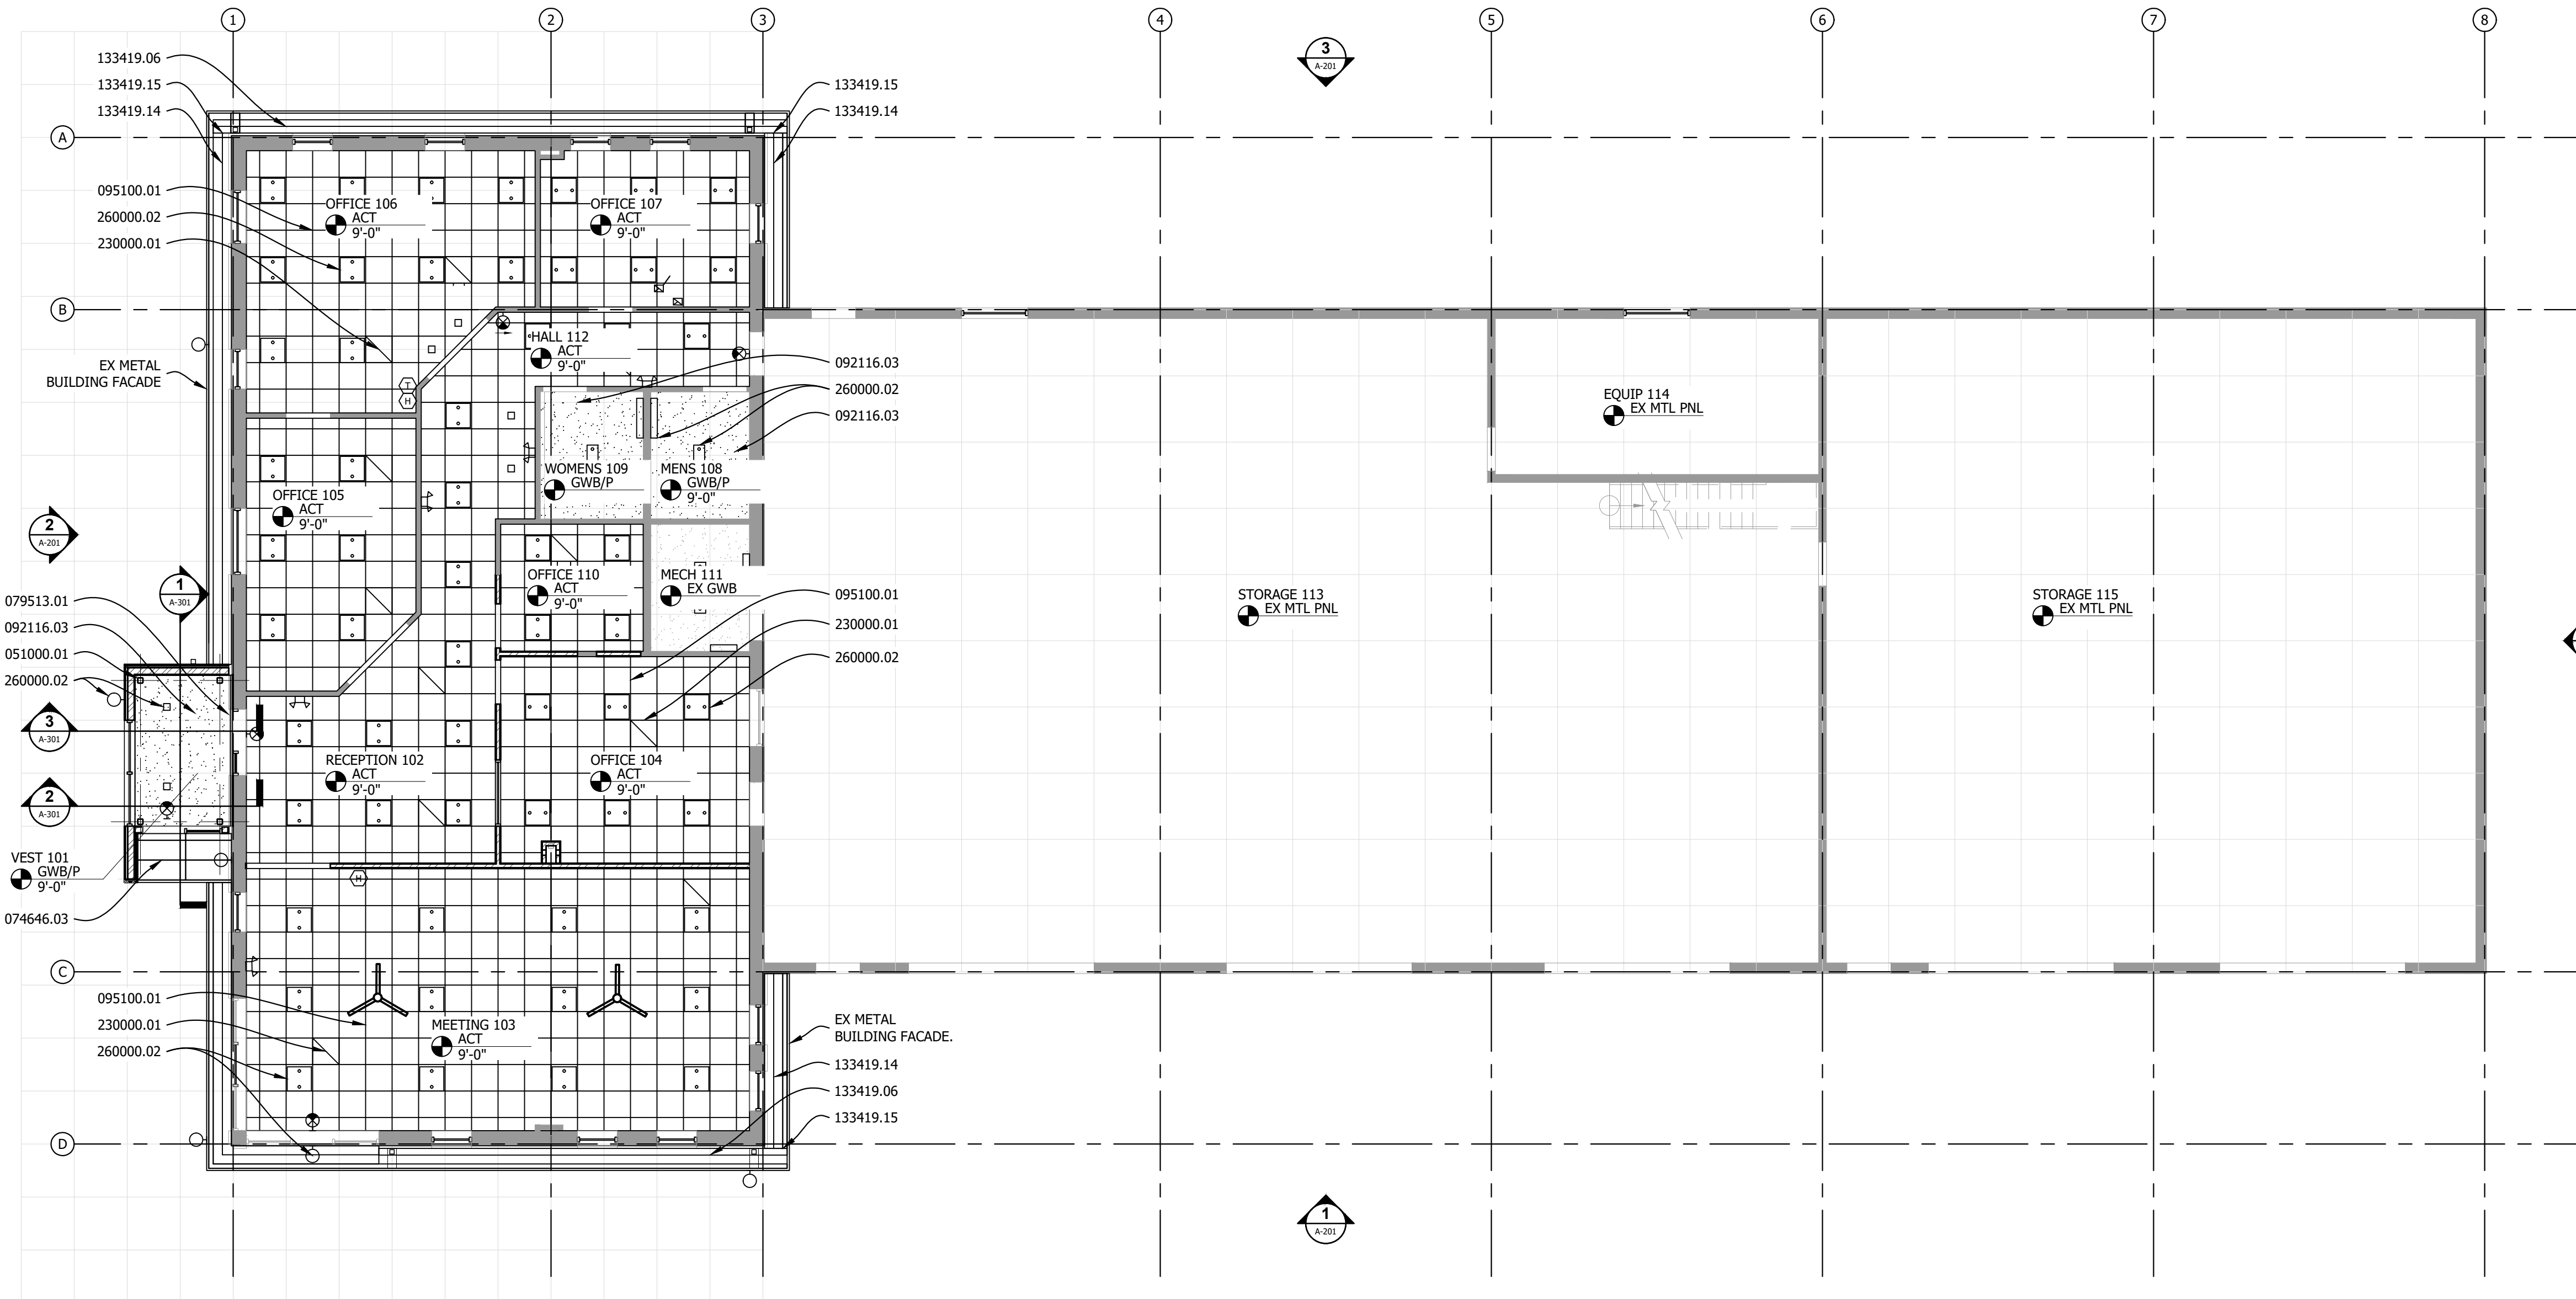 1 2 3 4 5 6 7 8
3
A-201
133419.06
133419.15
133419.14
133419.15
133419.14
A
095100.01
260000.02
230000.01
OFFICE 106
ACT
9'-0"
OFFICE 107
ACT
9'-0"
B
HALL 112
ACT
9'-0"
EX METAL
BUILDING FACADE
T
H
092116.03
260000.02
092116.03
EQUIP 114
EX MTL PNL
WOMENS 109
GWB/P
MENS 108
GWB/P
9'-0"
OFFICE 105
ACT
9'-0"
2
A-201
1
A-301
OFFICE 110
ACT
9'-0"
MECH 111
EX GWB
079513.01
092116.03
051000.01
260000.02
095100.01
230000.01
260000.02
STORAGE 113
EX MTL PNL
STORAGE 115
EX MTL PNL
3
A-301
RECEPTION 102
ACT
9'-0"
OFFICE 104
ACT
9'-0"
2
A-301
VEST 101
GWB/P
9'-0"
074646.03
H
C
095100.01
230000.01
260000.02
MEETING 103
ACT
9'-0"
EX METAL
BUILDING FACADE.
133419.14
133419.06
133419.15
D
1
A-201